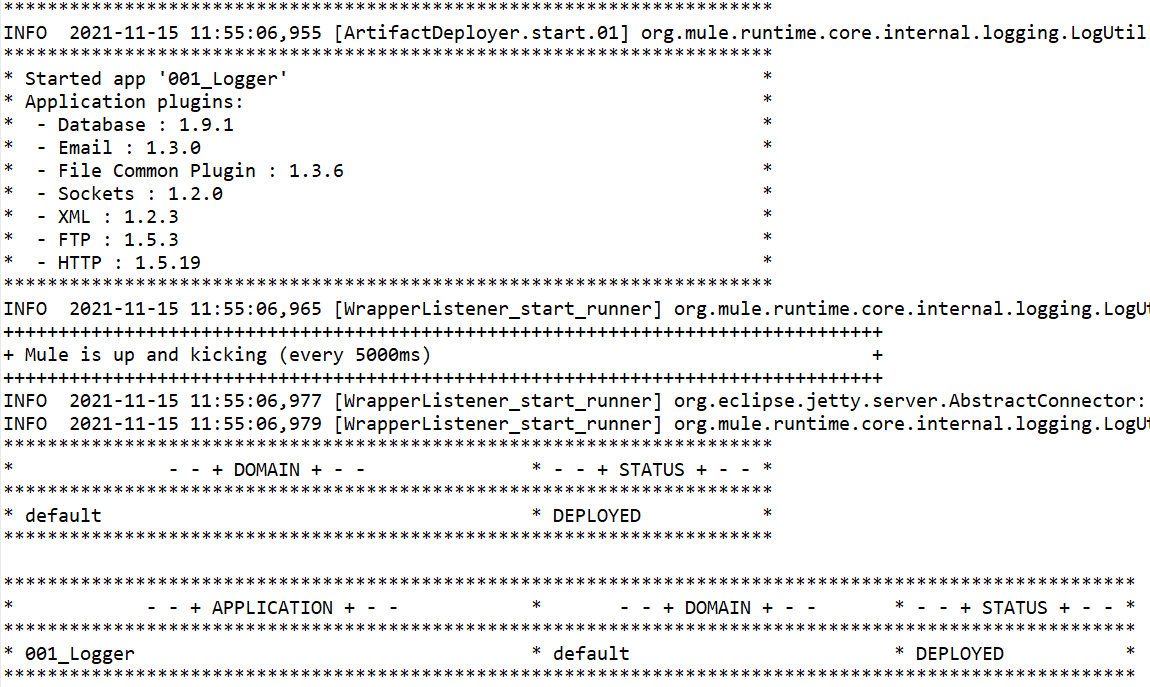 **********************************************************************
INFO  2021-11-15 11:55:06,955 [ArtifactDeployer.start.01] org.mule.runtime.core.internal.logging.LogUtil
**********************************************************************
* Started app '001_Logger'                                           *
* Application plugins:                                               *
*  - Database : 1.9.1                                                *
*  - Email : 1.3.0                                                   *
*  - File Common Plugin : 1.3.6                                      *
*  - Sockets : 1.2.0                                                 *
*  - XML : 1.2.3                                                     *
*  - FTP : 1.5.3                                                     *
*  - HTTP : 1.5.19                                                   *
**********************************************************************
INFO  2021-11-15 11:55:06,965 [WrapperListener_start_runner] org.mule.runtime.core.internal.logging.LogUt
++++++++++++++++++++++++++++++++++++++++++++++++++++++++++++++++++++++++++++++++
+ Mule is up and kicking (every 5000ms)                                        +
++++++++++++++++++++++++++++++++++++++++++++++++++++++++++++++++++++++++++++++++
INFO  2021-11-15 11:55:06,977 [WrapperListener_start_runner] org.eclipse.jetty.server.AbstractConnector:
INFO  2021-11-15 11:55:06,979 [WrapperListener_start_runner] org.mule.runtime.core.internal.logging.LogUt
**********************************************************************
*              - - + DOMAIN + - -               * - - + STATUS + - - *
**********************************************************************
* default                                       * DEPLOYED           *
**********************************************************************

*******************************************************************************************************
*            - - + APPLICATION + - -            *       - - + DOMAIN + - -       * - - + STATUS + - - *
*******************************************************************************************************
* 001_Logger                                    * default                        * DEPLOYED           *
*******************************************************************************************************